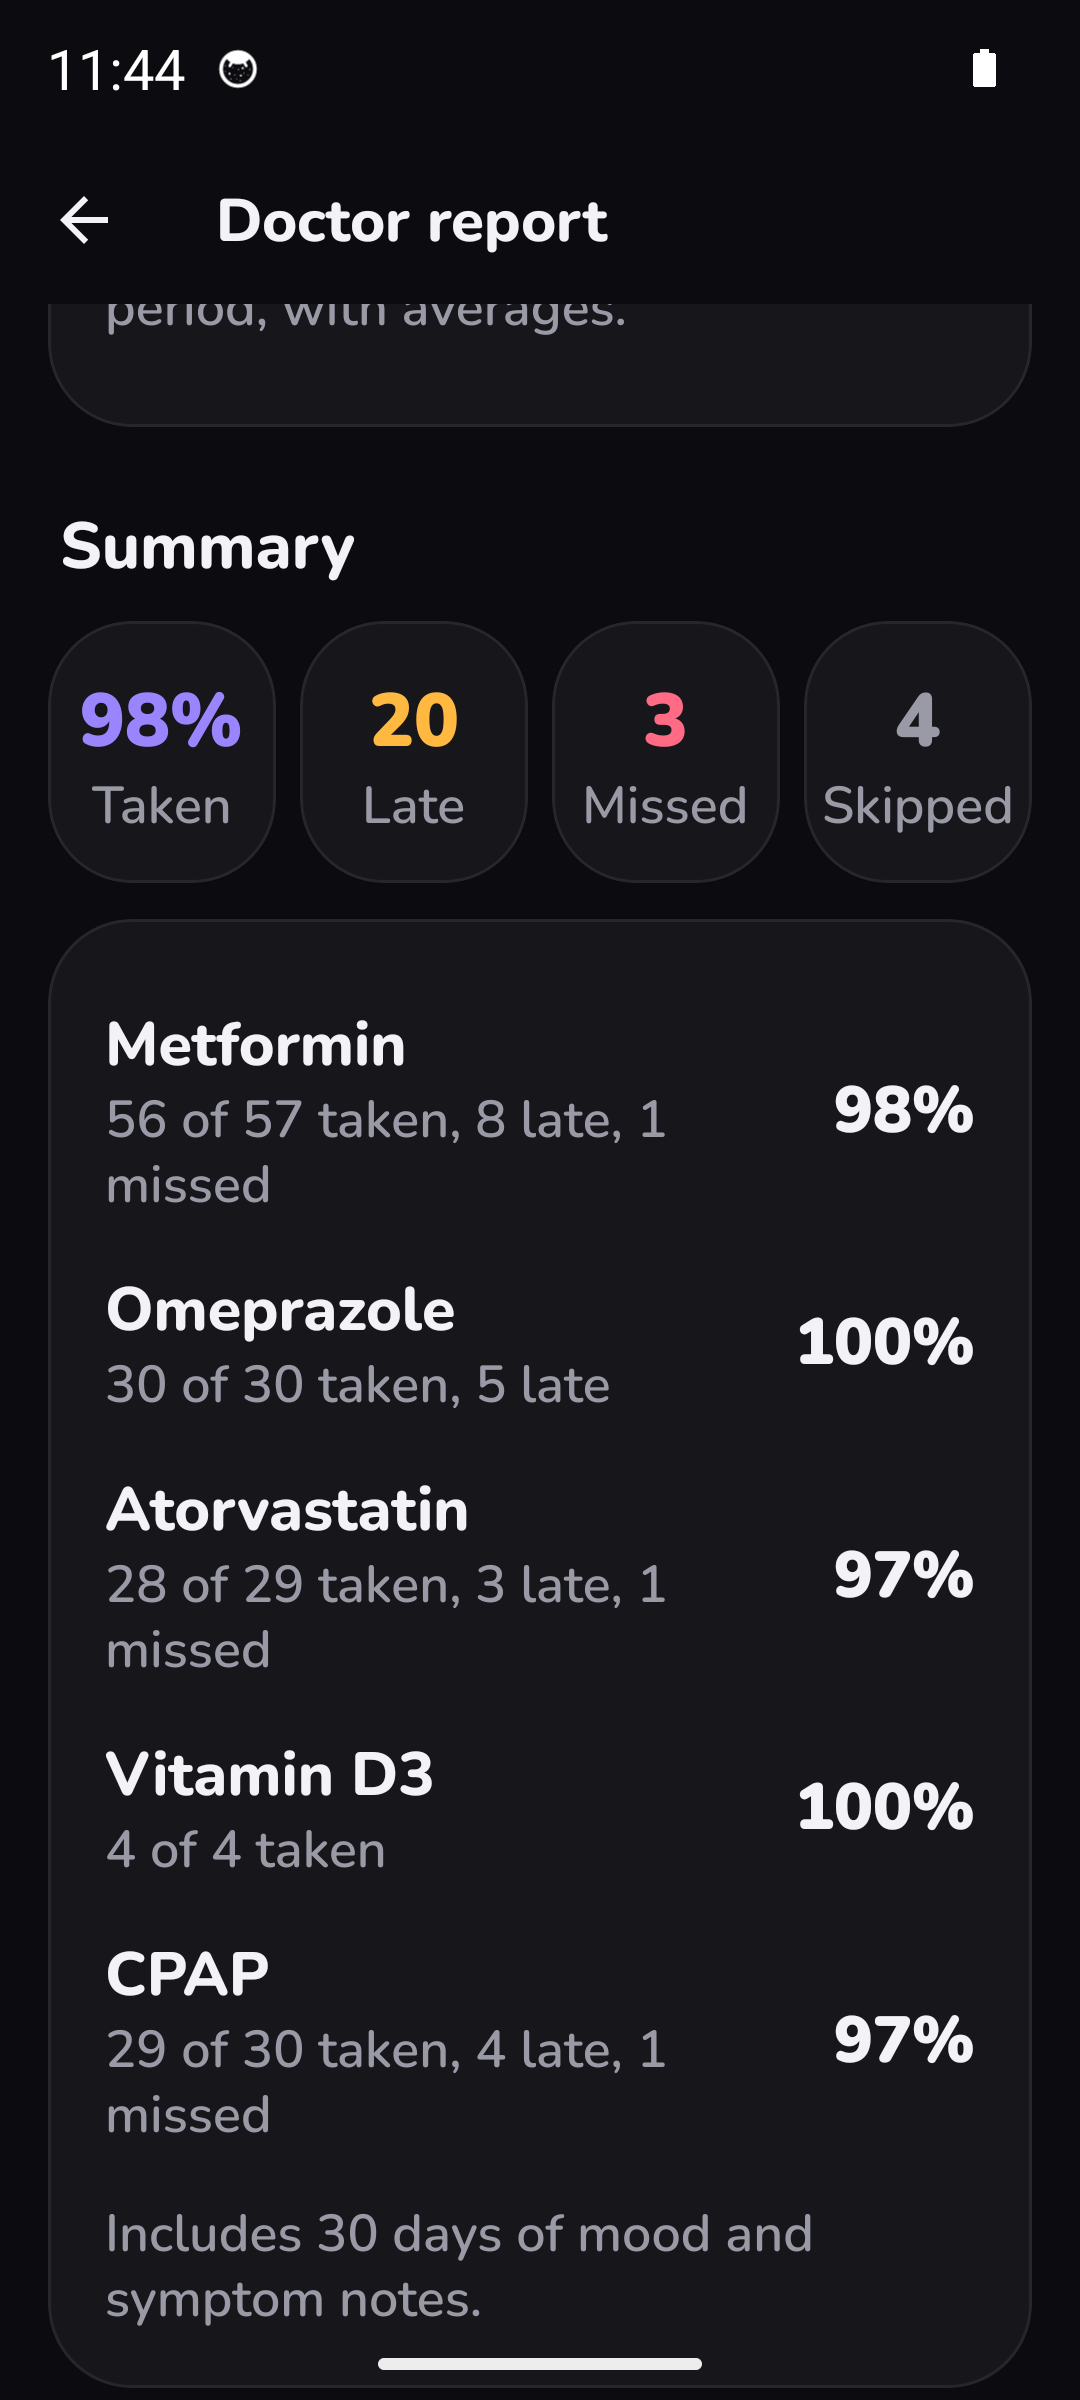 11:44
Doctor report
period, with averages.
Summary
98%
Taken
20
Late
3
Missed
4
Skipped
Metformin
56 of 57 taken, 8 late, 1
missed
98%
Omeprazole
30 of 30 taken, 5 late
100%
Atorvastatin
28 of 29 taken, 3 late, 1
missed
97%
Vitamin D3
4 of 4 taken
100%
CPAP
29 of 30 taken, 4 late, 1
missed
97%
Includes 30 days of mood and
symptom notes.